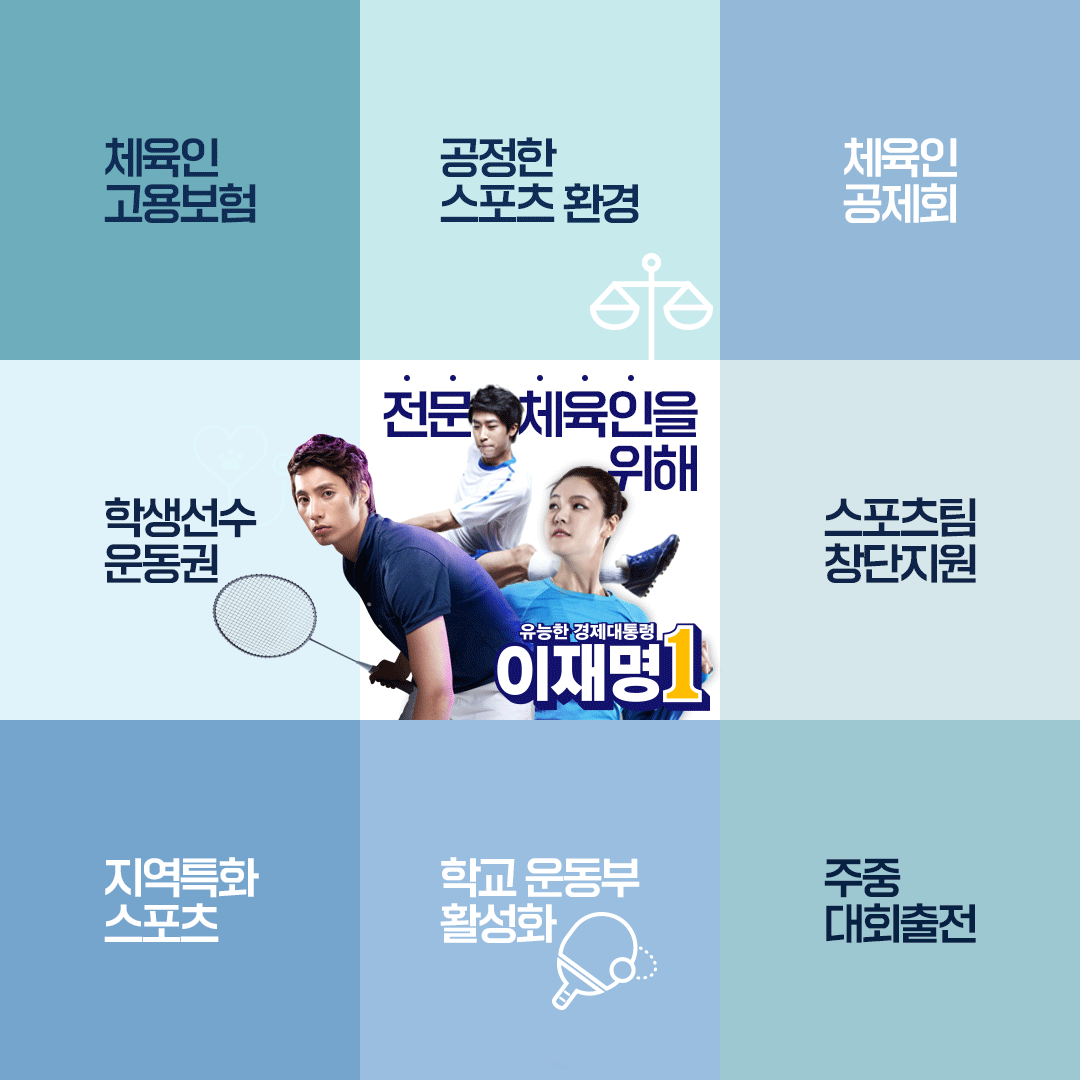 체육인
고용보험
공정한
스포츠 환경
체육인
공제회
학생선수
운동권
전문 체육인을
위해
유능한 경제대통령
이재명1
스포츠팀
창단지원
지역특화
스포츠
학교 운동부
활성화
주중
대회출전